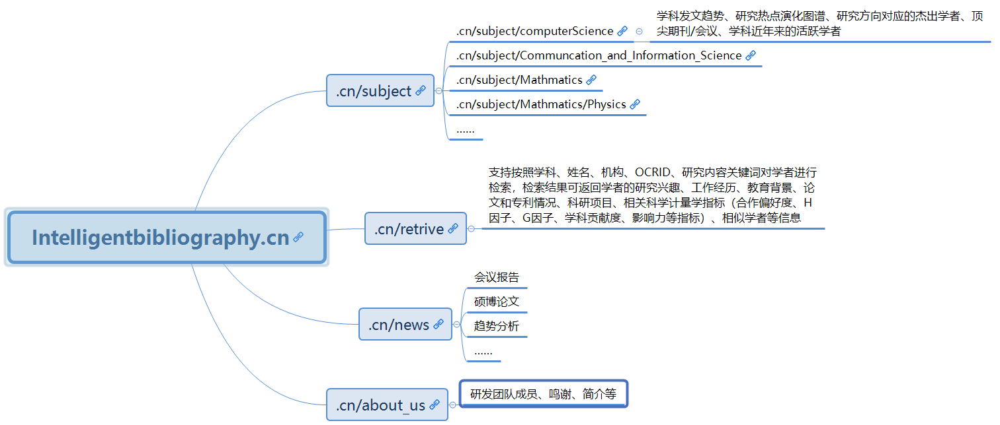 Intelligentbibliography.cn
.cn/subject
.cn/subject/computerScience
学科发文趋势、研究热点演化图谱、研究方向对应的杰出学者、顶
尖期刊/会议、学科近年来的活跃学者
.cn/subject/Communcation_and_Information_Science
.cn/subject/Mathmatics
.cn/subject/Mathmatics/Physics
......
.cn/retrive
支持按照学科、姓名、机构、OCRID、研究内容关键词对学者进行
检索，检索结果可返回学者的研究兴趣、工作经历、教育背景、论
文和专利情况、科研项目、相关科学计量学指标（合作偏好度、H
因子、G因子、学科贡献度、影响力等指标）、相似学者等信息
.cn/news
会议报告
硕博论文
趋势分析
......
.cn/about_us
研发团队成员、鸣谢、简介等